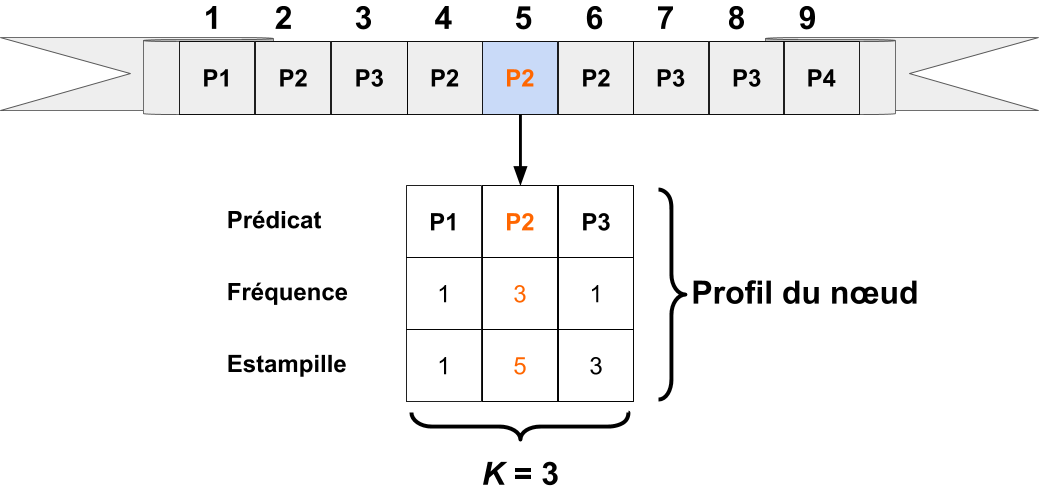 1 2 3 4 5 6 7 8 9
P1 P2 P3 P2 P2 P2 P3 P3 P4
Prédicat P1 P2 P3
Fréquence 1 3 1
Profil du nœud
Estampille 1 5 3
K = 3